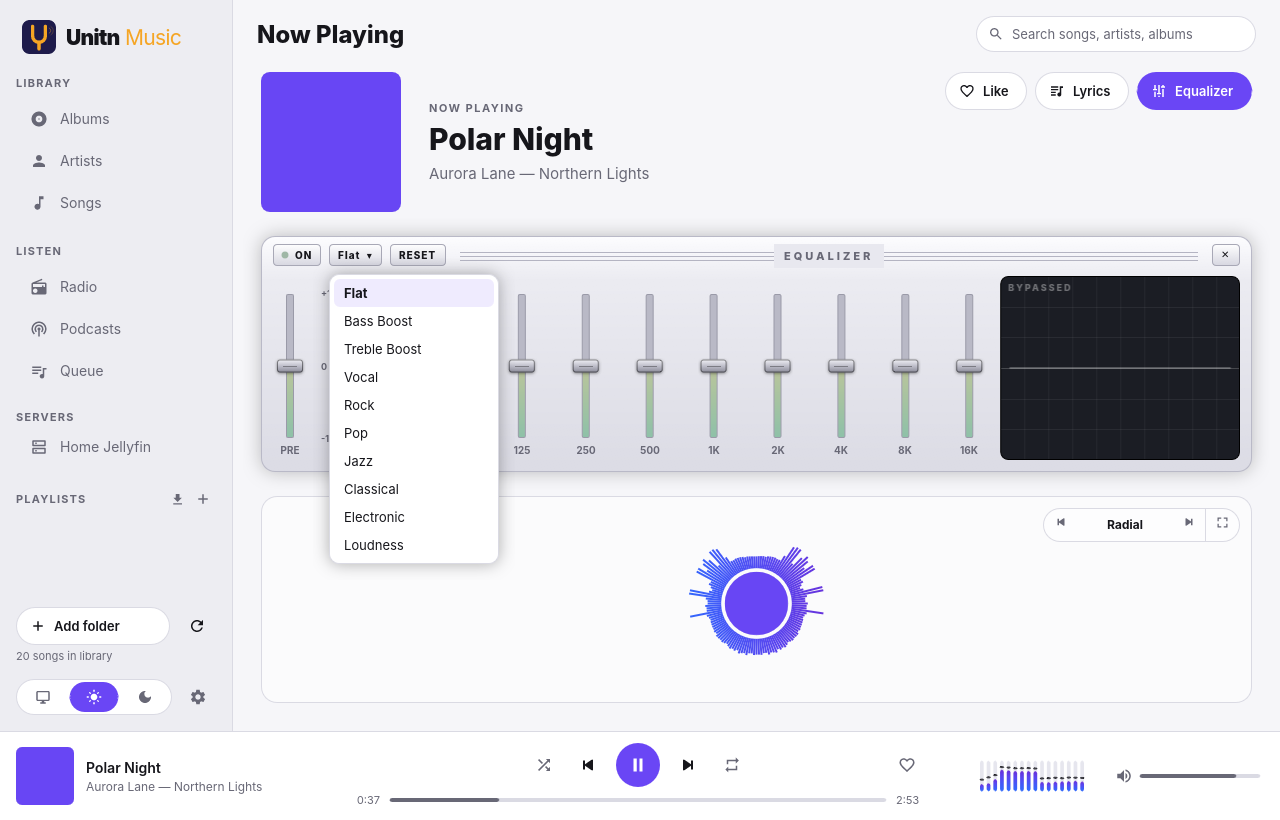 Unitn Music
LIBRARY
Albums
Artists
Songs
LISTEN
Radio
Podcasts
Queue
SERVERS
Home Jellyfin
PLAYLISTS
Add folder
20 songs in library
Now Playing
Search songs, artists, albums
NOW PLAYING
Polar Night
Aurora Lane — Northern Lights
Like
Lyrics
Equalizer
ON
Flat
RESET
EQUALIZER
Flat
Bass Boost
Treble Boost
Vocal
Rock
Pop
Jazz
Classical
Electronic
Loudness
0
PRE
125
250
500
1K
2K
4K
8K
16K
BYPASSED
Radial
Polar Night
Aurora Lane — Northern Lights
0:37
2:53